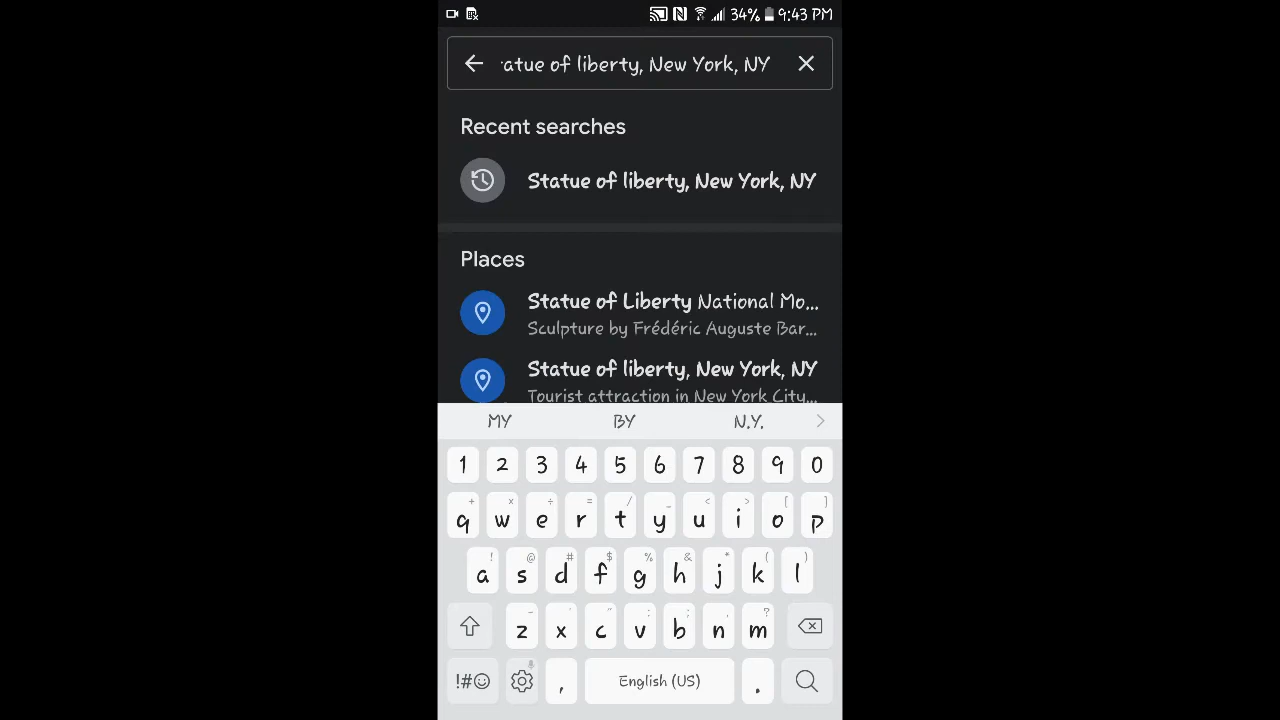 34% 9:43 PM
atue of liberty, New York, NY
Recent searches
Statue of liberty, New York, NY
Places
Statue of Liberty National Mo...
Sculpture by Frédéric Auguste Bar...
Statue of liberty, New York, NY
Tourist attraction in New York City...
MY BY N.Y.
1 2 3 4 5 6 7 8 9 0
+ × ÷ = / _ < > [ ]
q w e r t y u i o p
! @ # $ % & * ( )
a s d f g h j k l
- ' " : ; , ?
z x c v b n m
!#☺ , English (US) .